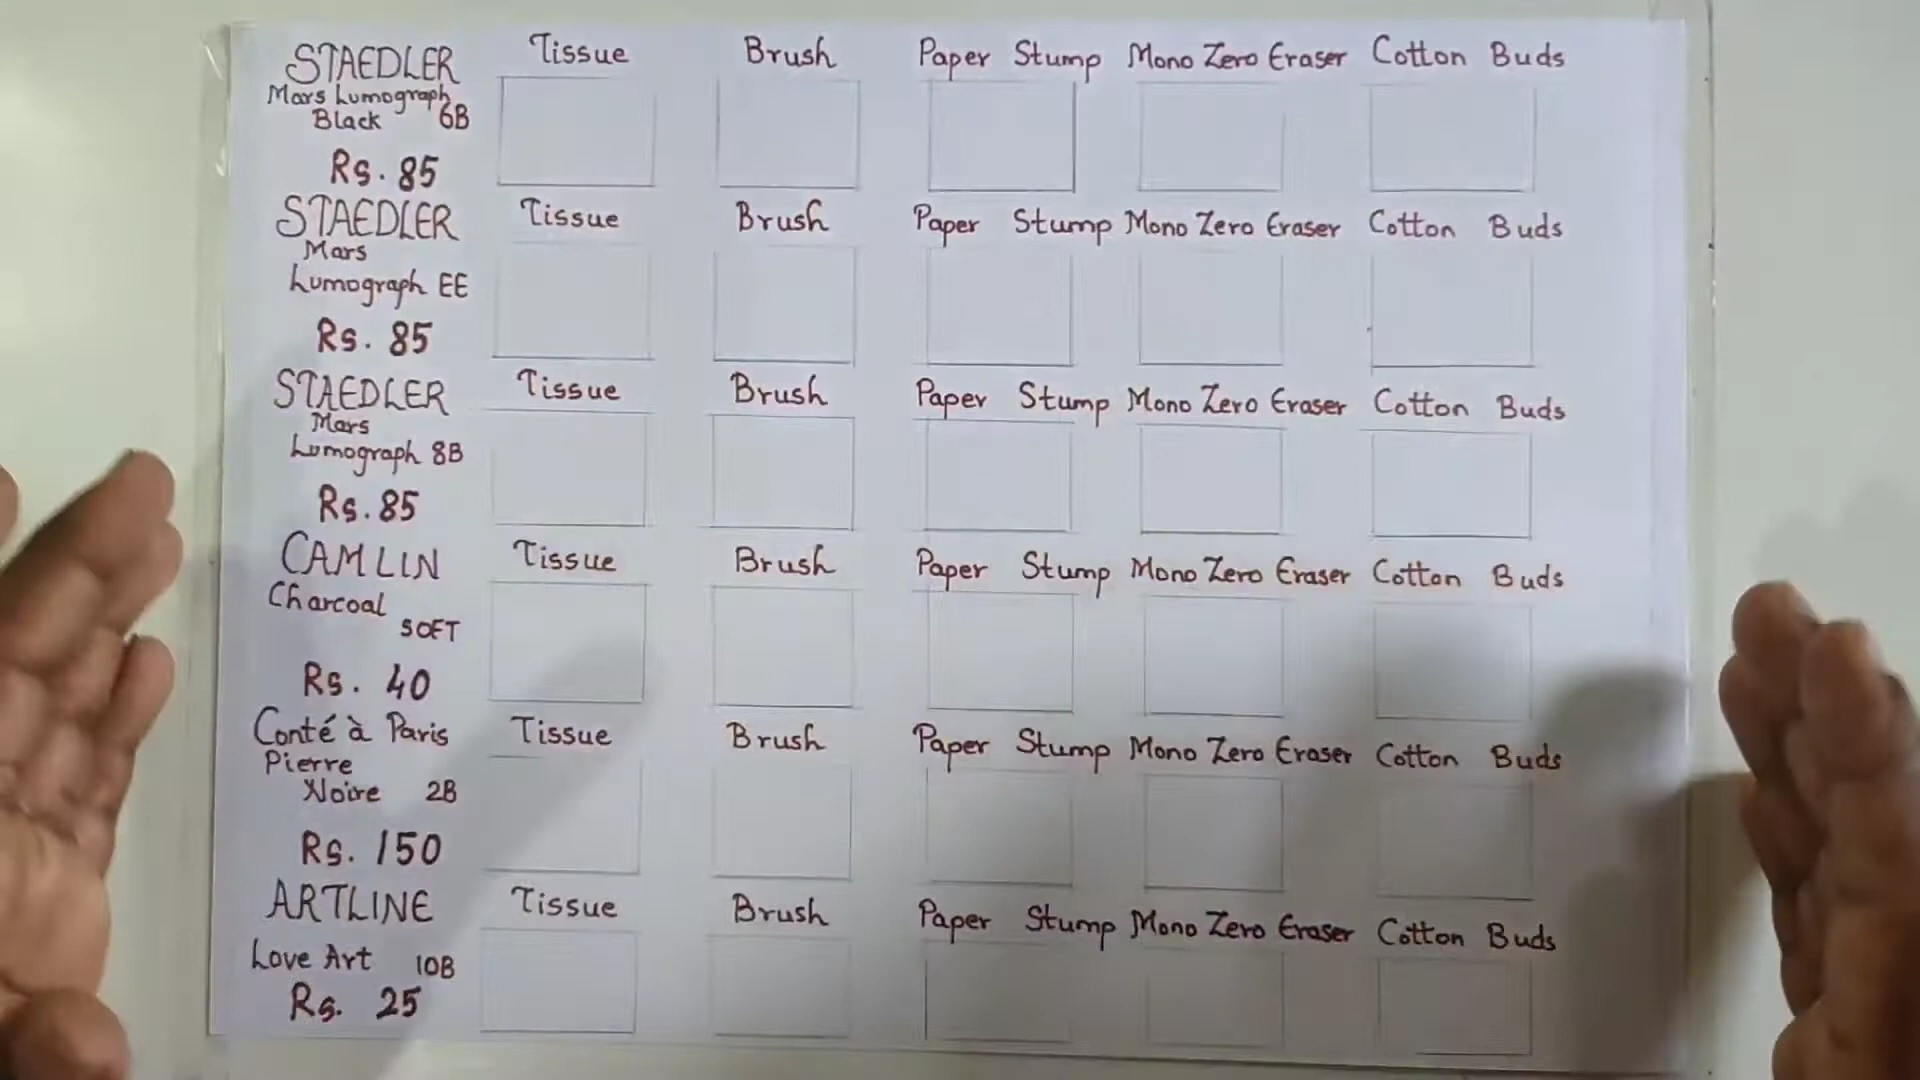 STAEDLER Tissue Brush Paper Stump Mono Zero Eraser Cotton Buds
Mars Lumograph
Black 6B
Rs. 85
STAEDLER Tissue Brush Paper Stump Mono Zero Eraser Cotton Buds
Mars
Lumograph EE
Rs. 85
STAEDLER Tissue Brush Paper Stump Mono Zero Eraser Cotton Buds
Mars
Lumograph 8B
Rs. 85
CAMLIN Tissue Brush Paper Stump Mono Zero Eraser Cotton Buds
Charcoal
SOFT
Rs. 40
Conté à Paris Tissue Brush Paper Stump Mono Zero Eraser Cotton Buds
Pierre
Noire 2B
Rs. 150
ARTLINE Tissue Brush Paper Stump Mono Zero Eraser Cotton Buds
Love Art 10B
Rs. 25